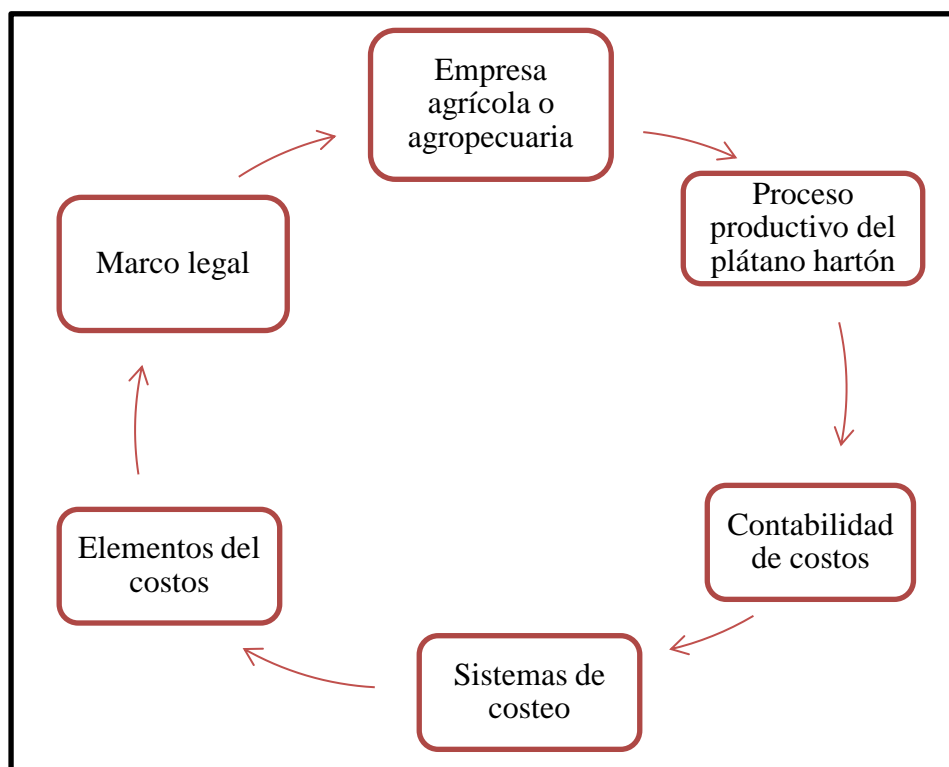 Empresa
agrícola o
agropecuaria
Proceso
productivo del
plátano hartón
Contabilidad
de costos
Sistemas de
costeo
Elementos del
costos
Marco legal